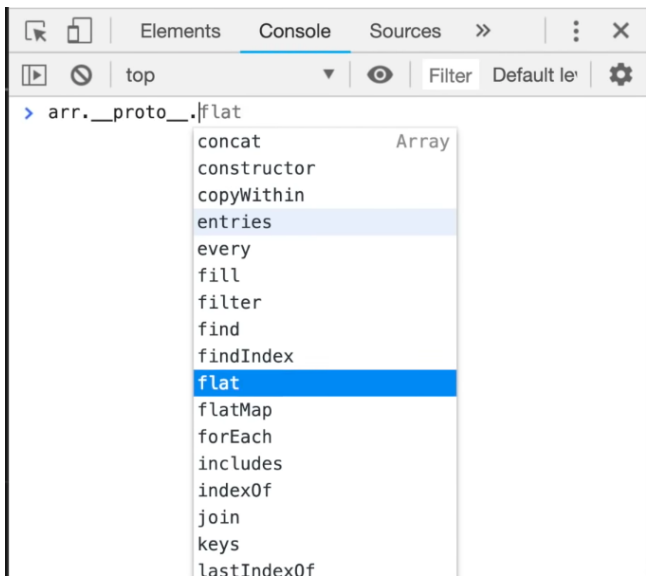 Elements Console Sources »
top Filter Default le
> arr.__proto__.flat
concat Array
constructor
copyWithin
entries
every
fill
filter
find
findIndex
flat
flatMap
forEach
includes
indexOf
join
keys
lastIndexOf